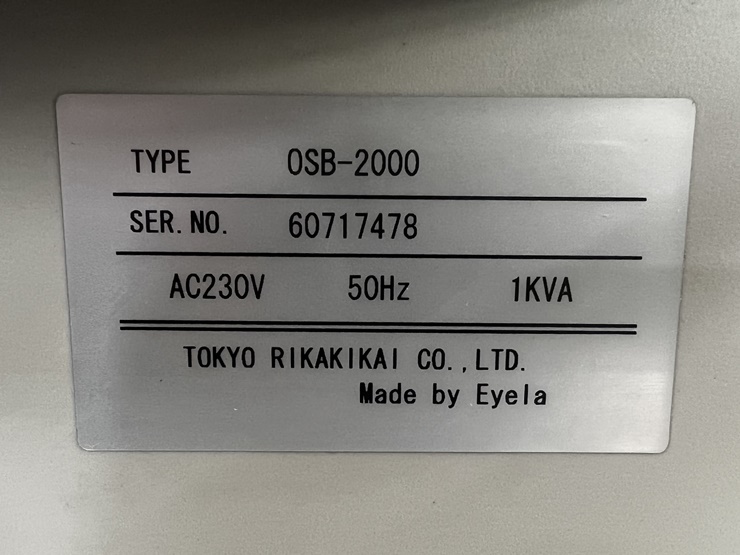 TYPE OSB-2000
SER.NO. 60717478
AC230V 50Hz 1KVA
TOKYO RIKAKIKAI CO.,LTD.
Made by Eyela